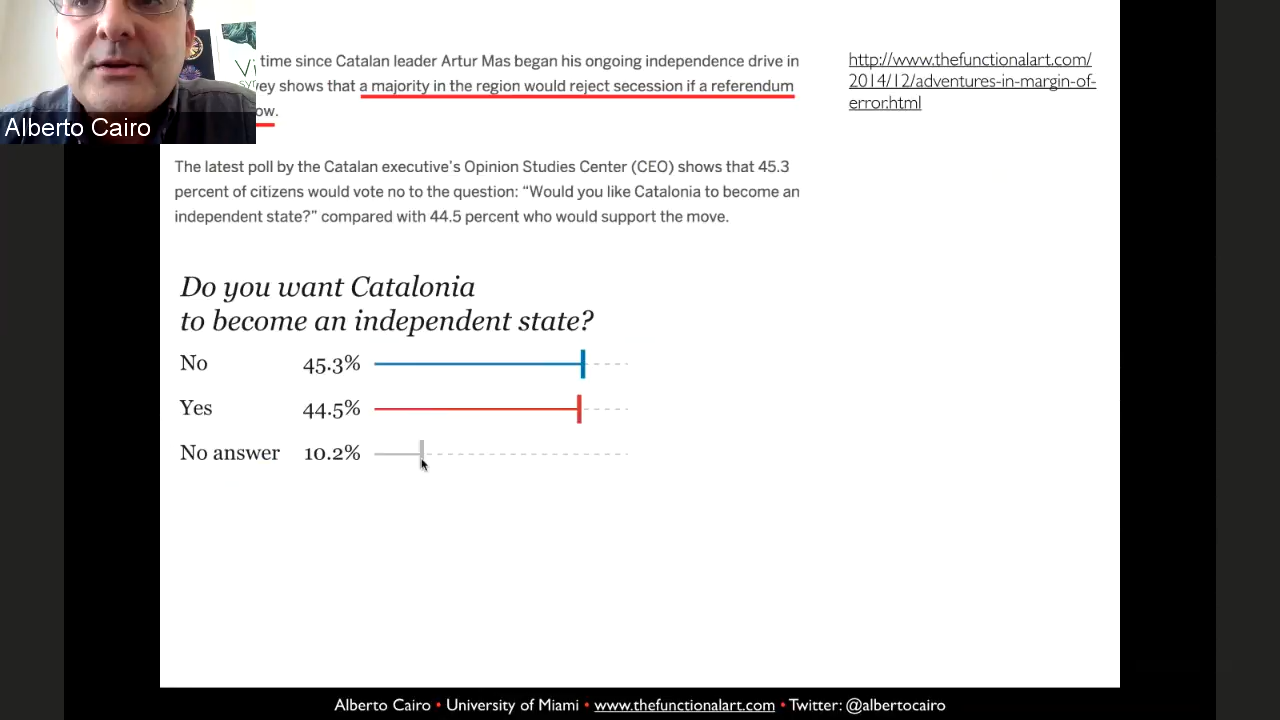 time since Catalan leader Artur Mas began his ongoing independence drive in
vey shows that a majority in the region would reject secession if a referendum
ow.
Alberto Cairo
http://www.thefunctionalart.com/
2014/12/adventures-in-margin-of-
error.html
The latest poll by the Catalan executive's Opinion Studies Center (CEO) shows that 45.3
percent of citizens would vote no to the question: “Would you like Catalonia to become an
independent state?” compared with 44.5 percent who would support the move.
Do you want Catalonia
to become an independent state?
No 45.3%
Yes 44.5%
No answer 10.2%
Alberto Cairo • University of Miami • www.thefunctionalart.com • Twitter: @albertocairo